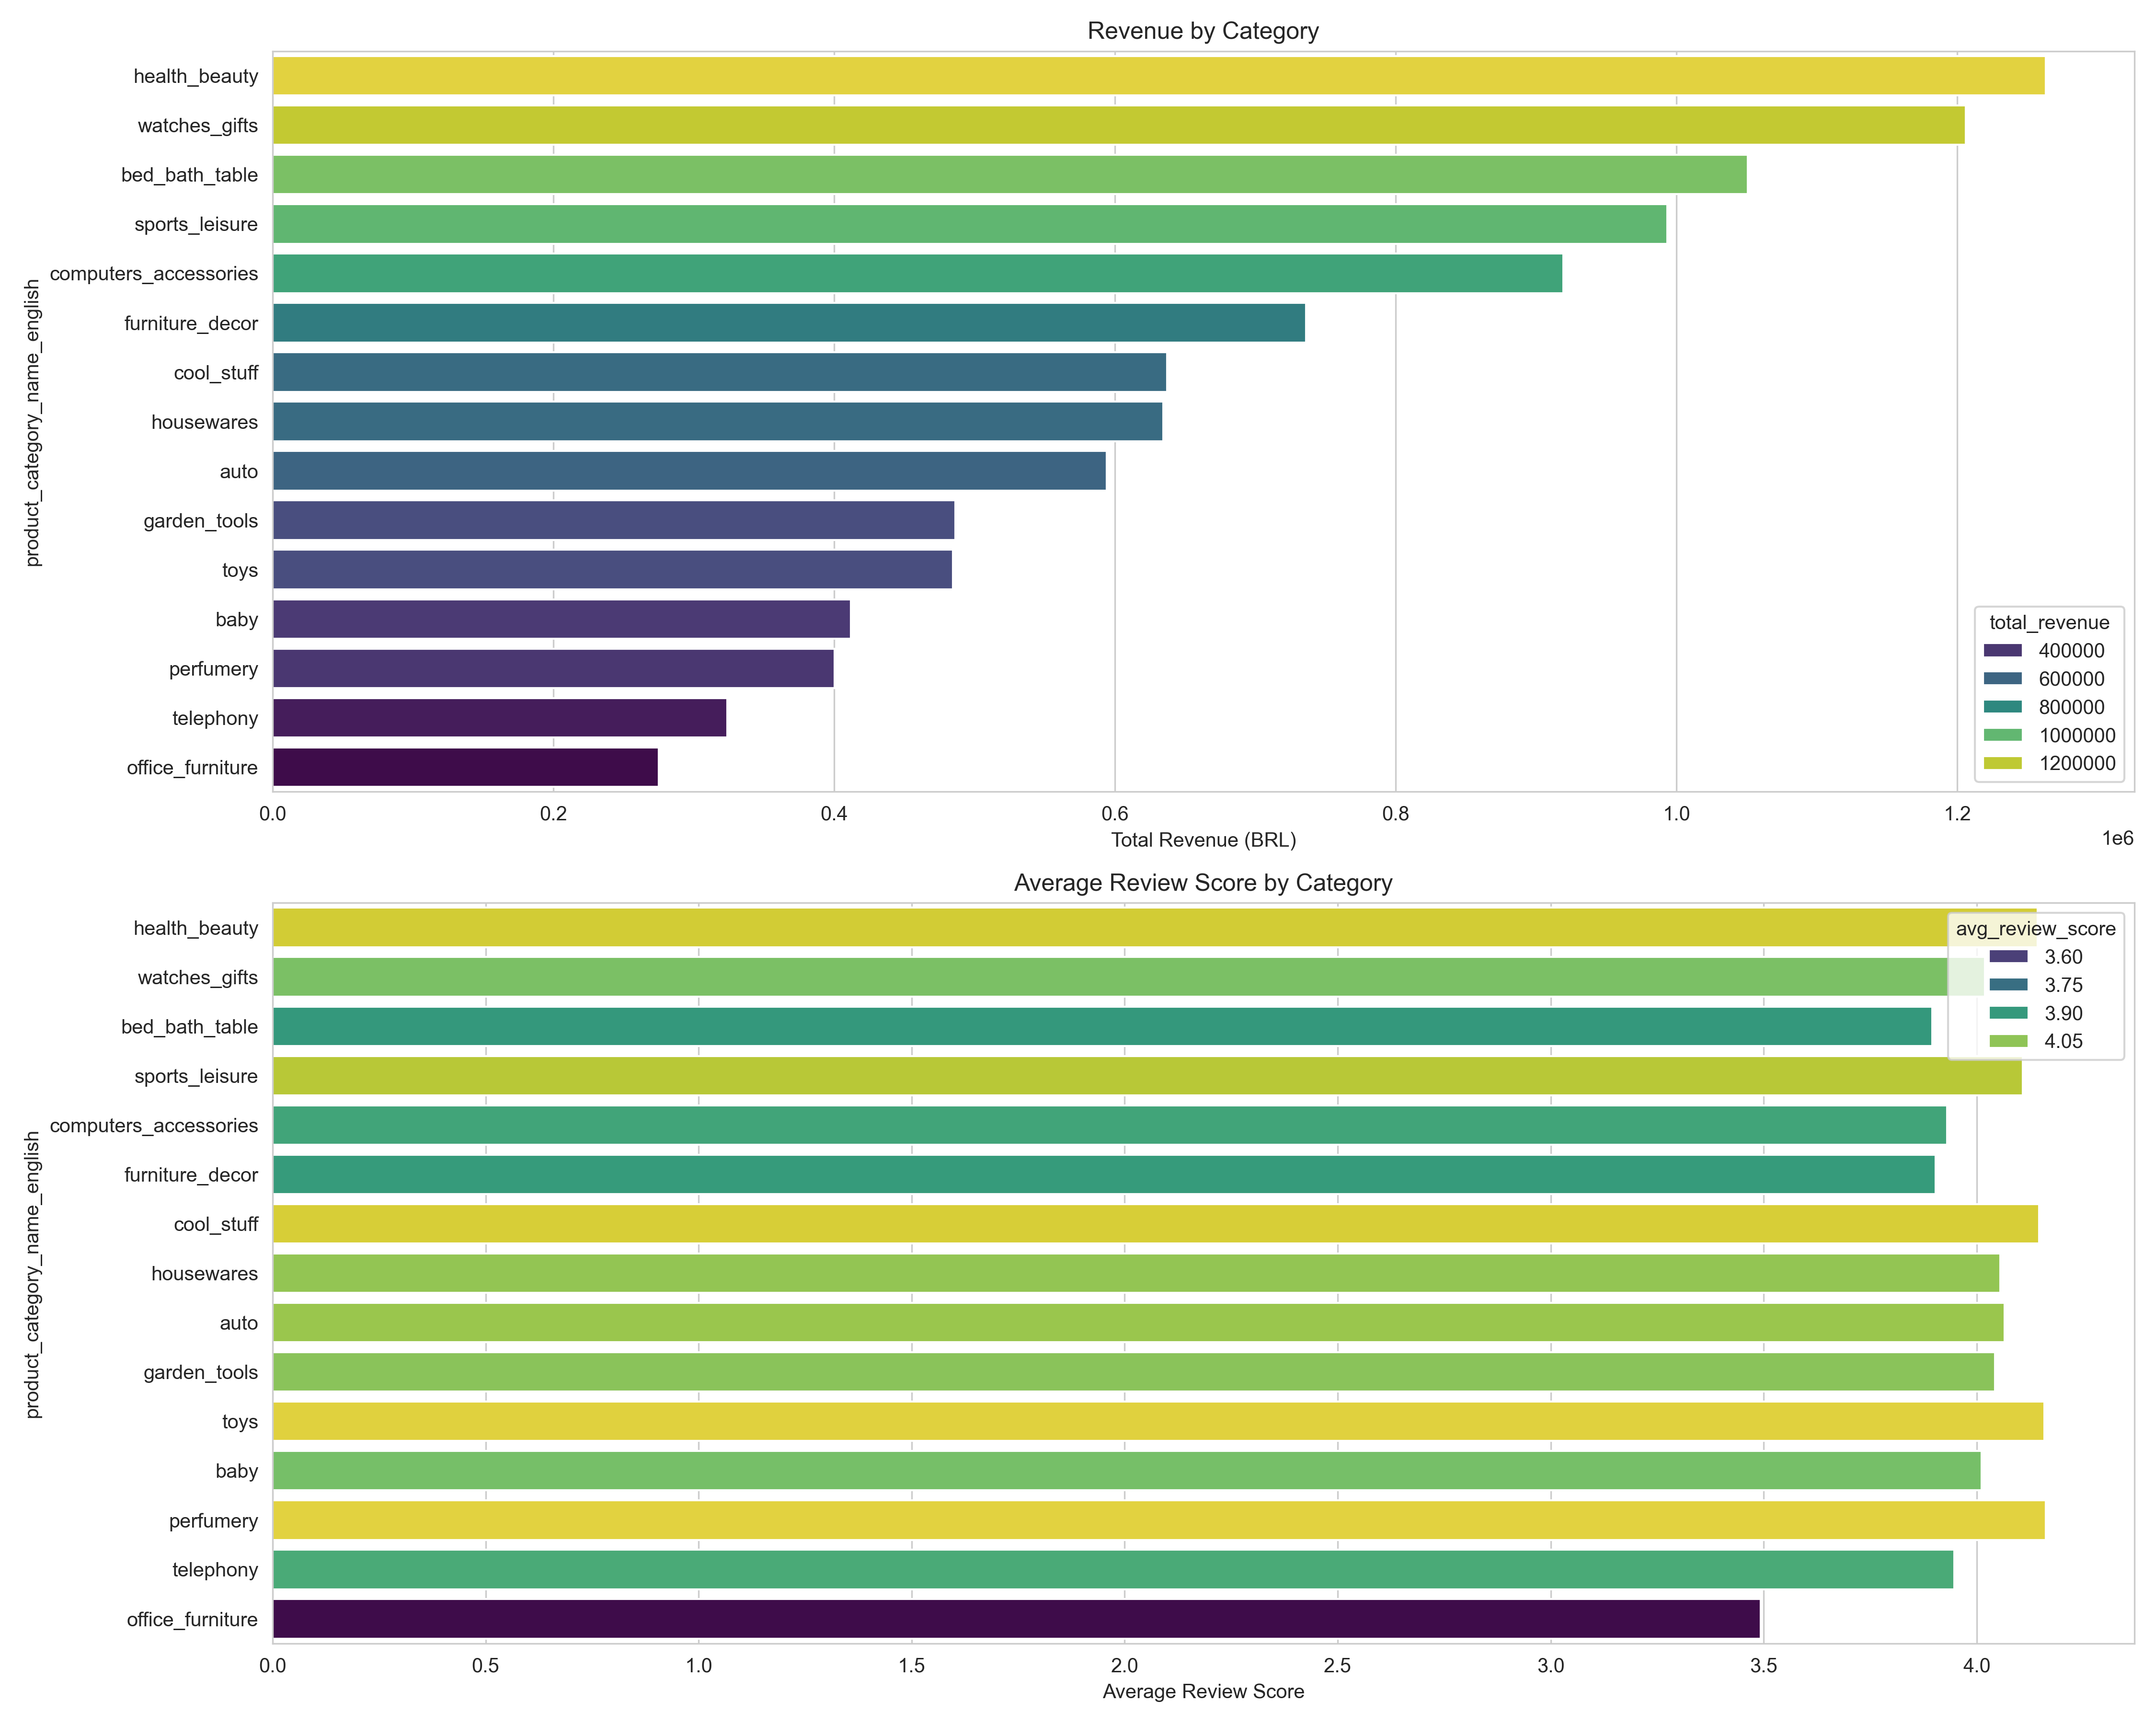 Revenue by Category
product_category_name_english
health_beauty
watches_gifts
bed_bath_table
sports_leisure
computers_accessories
furniture_decor
cool_stuff
housewares
auto
garden_tools
toys
baby
perfumery
telephony
office_furniture
total_revenue
400000
600000
800000
1000000
1200000
0.0 0.2 0.4 0.6 0.8 1.0 1.2
Total Revenue (BRL)
1e6
Average Review Score by Category
product_category_name_english
health_beauty
watches_gifts
bed_bath_table
sports_leisure
computers_accessories
furniture_decor
cool_stuff
housewares
auto
garden_tools
toys
baby
perfumery
telephony
office_furniture
avg_review_score
3.60
3.75
3.90
4.05
0.0 0.5 1.0 1.5 2.0 2.5 3.0 3.5 4.0
Average Review Score